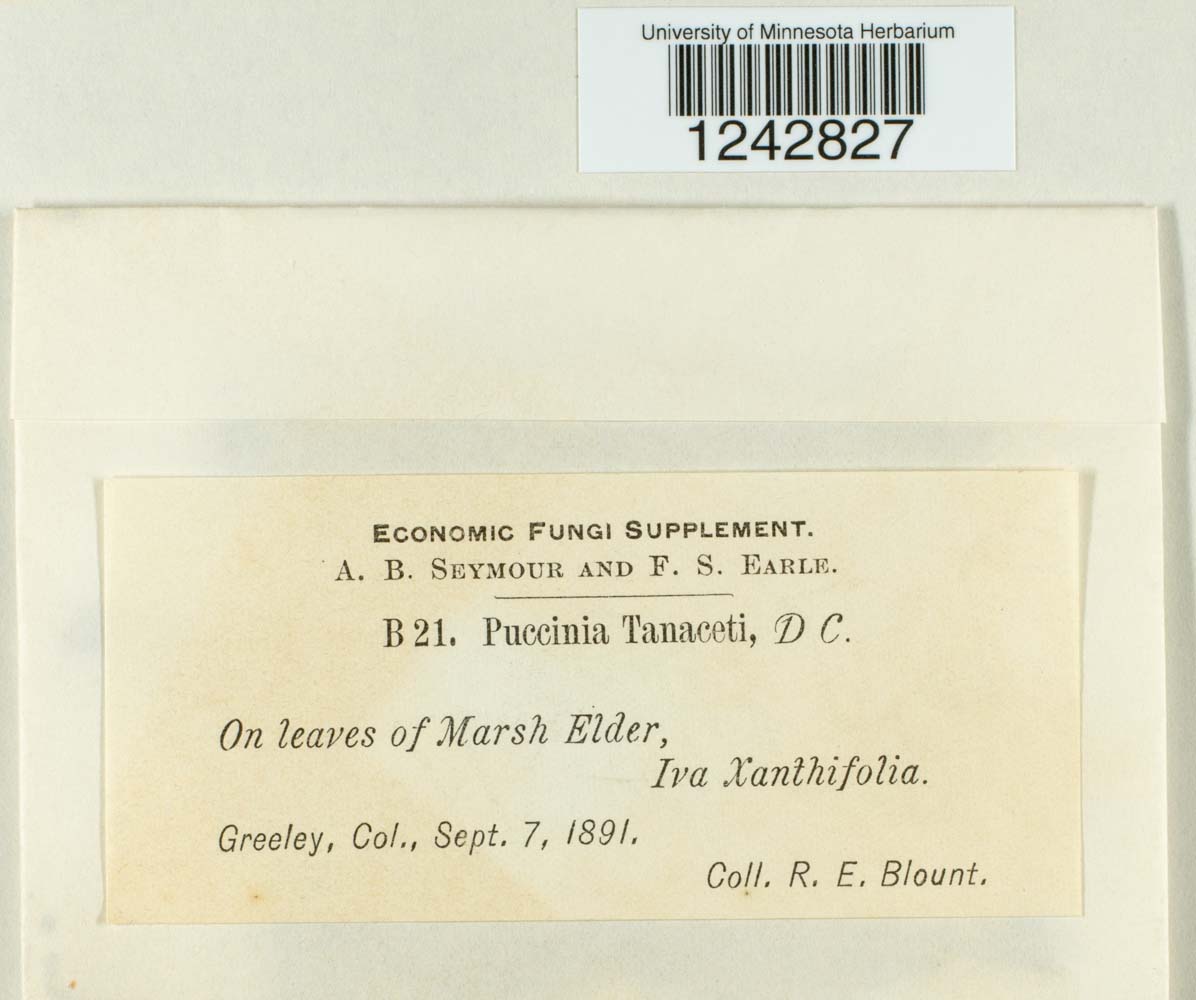 University of Minnesota Herbarium
1242827
ECONOMIC FUNGI SUPPLEMENT.
A. B. SEYMOUR AND F. S. EARLE.
B 21. Puccinia Tanaceti, D C.
On leaves of Marsh Elder,
Iva Xanthifolia.
Greeley, Col., Sept. 7, 1891.
Coll. R. E. Blount.